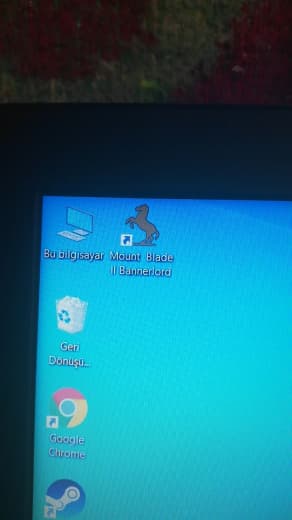 Bu bilgisayar
Mount Blade
II Bannerlord
Geri
Dönüşü...
Google
Chrome